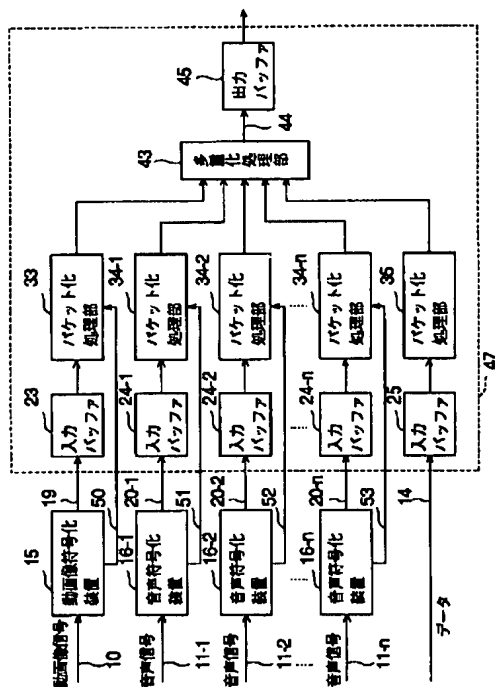 45
出力
バッファ
44
43
多重化処理部
33
パケット化
処理部
34-1
パケット化
処理部
34-2
パケット化
処理部
34-n
パケット化
処理部
35
パケット化
処理部
23
入力
バッファ
24-1
入力
バッファ
24-2
入力
バッファ
24-n
入力
バッファ
25
入力
バッファ
47
19
50
20-1
51
20-2
52
20-n
53
14
15
動画像符号化
装置
16-1
音声符号化
装置
16-2
音声符号化
装置
16-n
音声符号化
装置
動画像信号
10
音声信号
11-1
音声信号
11-2
音声信号
11-n
データ